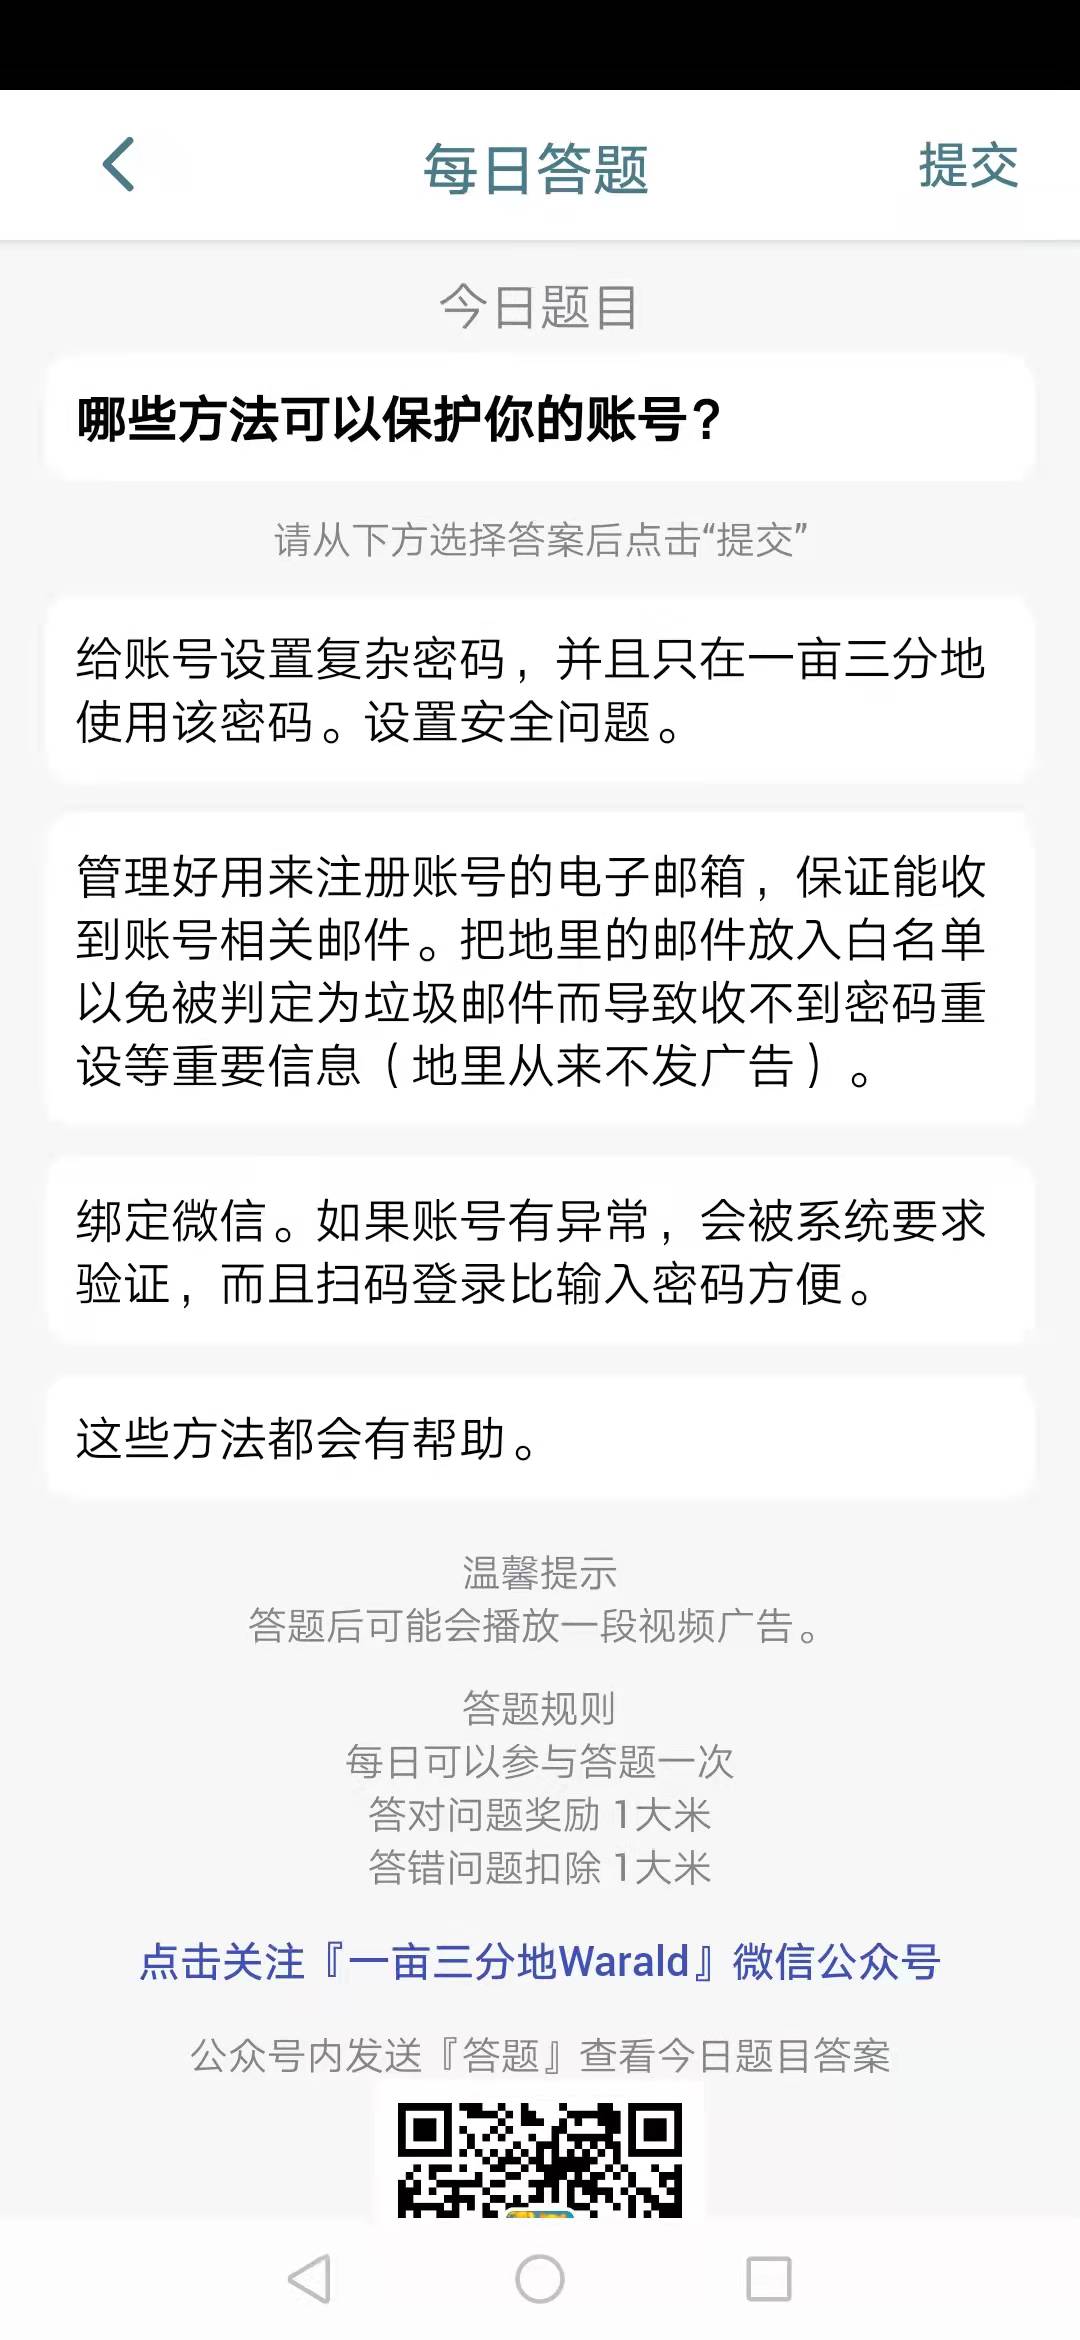 每日答题
提交
今日题目
哪些方法可以保护你的账号？
请从下方选择答案后点击“提交”
给账号设置复杂密码，并且只在一亩三分地
使用该密码。设置安全问题。
管理好用来注册账号的电子邮箱，保证能收
到账号相关邮件。把地里的邮件放入白名单
以免被判定为垃圾邮件而导致收不到密码重
设等重要信息（地里从来不发广告）。
绑定微信。如果账号有异常，会被系统要求
验证，而且扫码登录比输入密码方便。
这些方法都会有帮助。
温馨提示
答题后可能会播放一段视频广告。
答题规则
每日可以参与答题一次
答对问题奖励 1大米
答错问题扣除 1大米
点击关注『一亩三分地Warald』微信公众号
公众号内发送『答题』查看今日题目答案